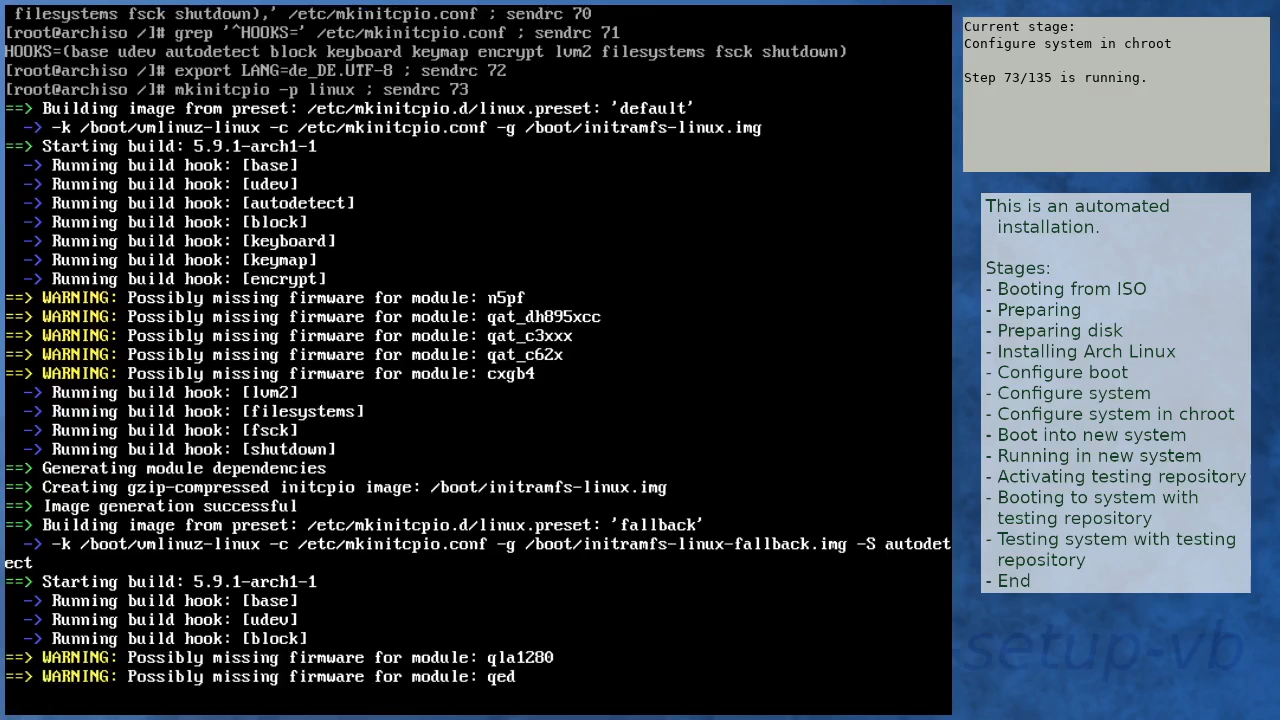 filesystems fsck shutdown),' /etc/mkinitcpio.conf ; sendrc 70
[root@archiso /]# grep '^HOOKS=' /etc/mkinitcpio.conf ; sendrc 71
HOOKS=(base udev autodetect block keyboard keymap encrypt lvm2 filesystems fsck shutdown)
[root@archiso /]# export LANG=de_DE.UTF-8 ; sendrc 72
[root@archiso /]# mkinitcpio -p linux ; sendrc 73
==> Building image from preset: /etc/mkinitcpio.d/linux.preset: 'default'
  -> -k /boot/vmlinuz-linux -c /etc/mkinitcpio.conf -g /boot/initramfs-linux.img
==> Starting build: 5.9.1-arch1-1
  -> Running build hook: [base]
  -> Running build hook: [udev]
  -> Running build hook: [autodetect]
  -> Running build hook: [block]
  -> Running build hook: [keyboard]
  -> Running build hook: [keymap]
  -> Running build hook: [encrypt]
==> WARNING: Possibly missing firmware for module: n5pf
==> WARNING: Possibly missing firmware for module: qat_dh895xcc
==> WARNING: Possibly missing firmware for module: qat_c3xxx
==> WARNING: Possibly missing firmware for module: qat_c62x
==> WARNING: Possibly missing firmware for module: cxgb4
  -> Running build hook: [lvm2]
  -> Running build hook: [filesystems]
  -> Running build hook: [fsck]
  -> Running build hook: [shutdown]
==> Generating module dependencies
==> Creating gzip-compressed initcpio image: /boot/initramfs-linux.img
==> Image generation successful
==> Building image from preset: /etc/mkinitcpio.d/linux.preset: 'fallback'
  -> -k /boot/vmlinuz-linux -c /etc/mkinitcpio.conf -g /boot/initramfs-linux-fallback.img -S autodet
ect
==> Starting build: 5.9.1-arch1-1
  -> Running build hook: [base]
  -> Running build hook: [udev]
  -> Running build hook: [block]
==> WARNING: Possibly missing firmware for module: qla1280
==> WARNING: Possibly missing firmware for module: qed
Current stage:
Configure system in chroot
Step 73/135 is running.
This is an automated
installation.
Stages:
- Booting from ISO
- Preparing
- Preparing disk
- Installing Arch Linux
- Configure boot
- Configure system
- Configure system in chroot
- Boot into new system
- Running in new system
- Activating testing repository
- Booting to system with
testing repository
- Testing system with testing
repository
- End
setup-vb